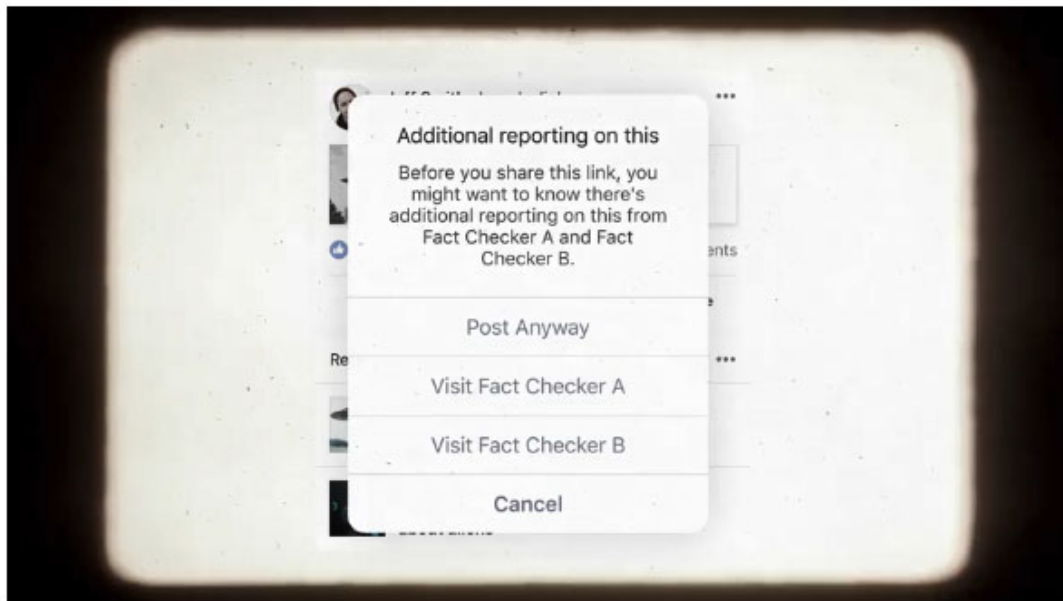 Additional reporting on this
Before you share this link, you
might want to know there's
additional reporting on this from
Fact Checker A and Fact
Checker B.
Post Anyway
Visit Fact Checker A
Visit Fact Checker B
Cancel